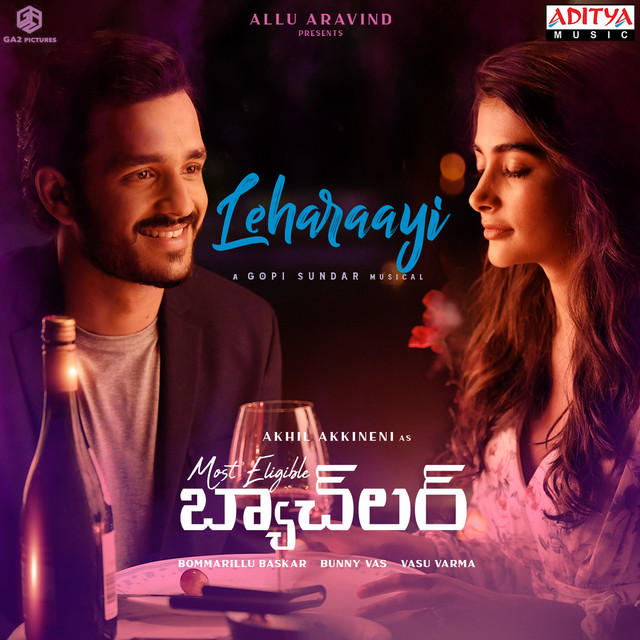 GA2 PICTURES
ALLU ARAVIND
PRESENTS
ADITYA
MUSIC
Leharaayi
A GOPI SUNDAR MUSICAL
AKHIL AKKINENI AS
Most Eligible
బ్యాచ్‌లర్
BOMMARILLU BASKAR BUNNY VAS VASU VARMA